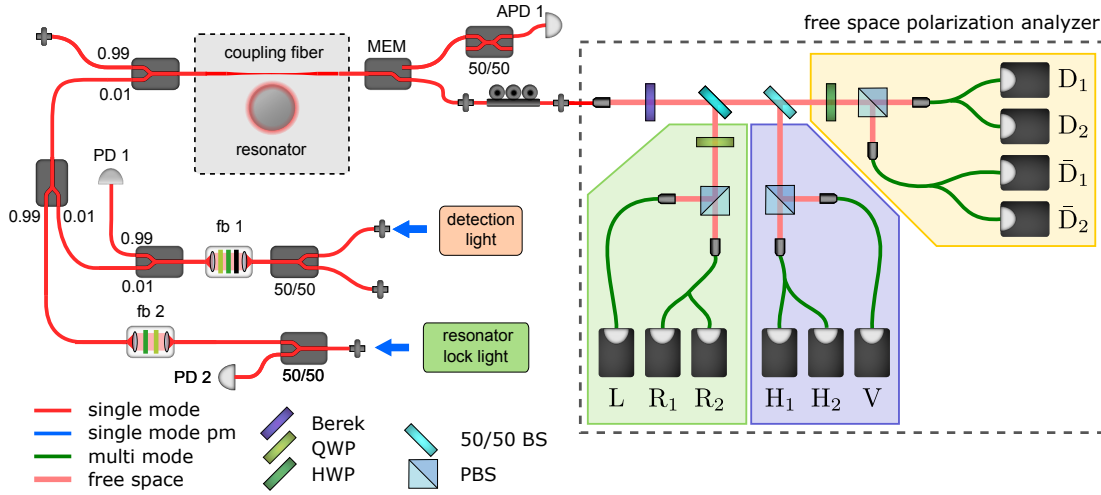 APD 1
free space polarization analyzer
coupling fiber
MEM
0.99
50/50
0.01
resonator
D₁
D₂
D̄₁
D̄₂
PD 1
0.99
0.01
0.99
fb 1
detection
light
0.01
50/50
fb 2
resonator
lock light
PD 2
50/50
L
R₁
R₂
H₁
H₂
V
single mode
single mode pm
multi mode
free space
Berek
QWP
HWP
50/50 BS
PBS